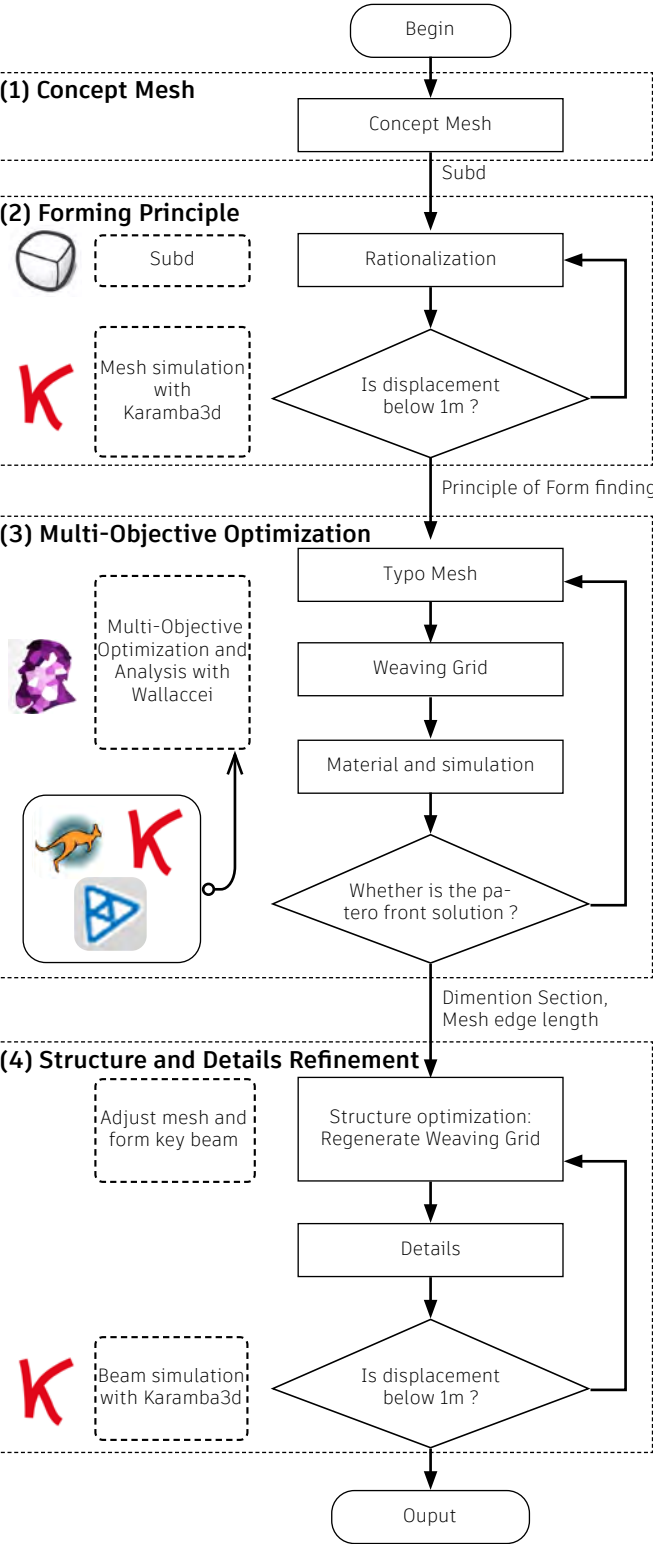 Begin
(1) Concept Mesh
Concept Mesh
Subd
(2) Forming Principle
Subd
Rationalization
Mesh simulation
with
Karamba3d
Is displacement
below 1m ?
Principle of Form finding
(3) Multi-Objective Optimization
Typo Mesh
Multi-Objective
Optimization and
Analysis with
Wallaccei
Weaving Grid
Material and simulation
Whether is the pa-
tero front solution ?
Dimention Section,
Mesh edge length
(4) Structure and Details Refinement
Adjust mesh and
form key beam
Structure optimization:
Regenerate Weaving Grid
Details
Beam simulation
with Karamba3d
Is displacement
below 1m ?
Ouput